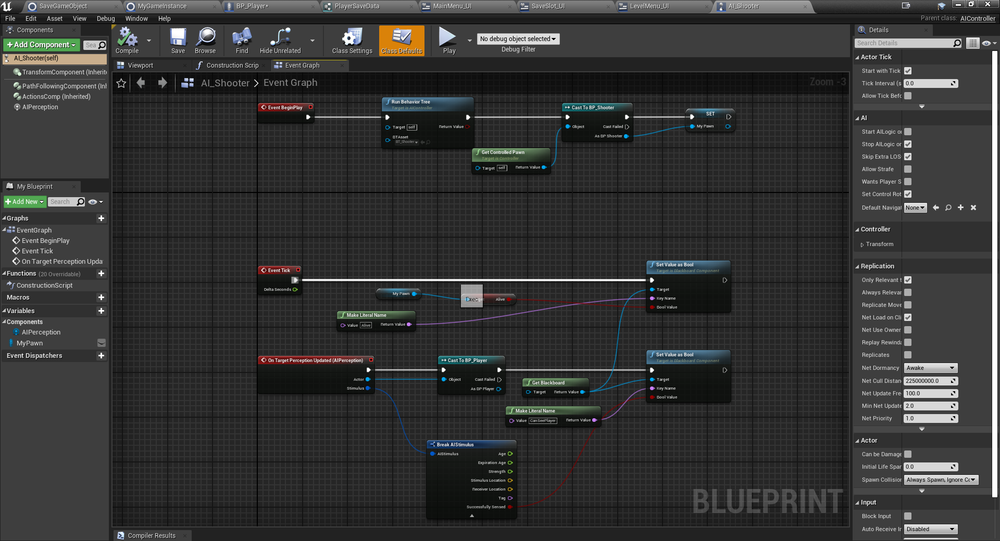 SaveGameObject
MyGameInstance
BP_Player*
PlayerSaveData
MainMenu_UI
SaveSlot_UI
LevelMenu_UI
AI_Shooter
File Edit Asset View Debug Window Help
Parent class: AIController
Components
Add Component
Sea
AI_Shooter(self)
TransformComponent (Inherite
PathFollowingComponent (Inl
ActionsComp (Inherited)
AIPerception
My Blueprint
Add New
Search
Graphs
EventGraph
Event BeginPlay
Event Tick
On Target Perception Upda
Functions (20 Overridable)
ConstructionScript
Macros
Variables
Components
AIPerception
MyPawn
Event Dispatchers
Compile
Save
Browse
Find
Hide Unrelated
Class Settings
Class Defaults
Play
No debug object selected
Debug Filter
Viewport
Construction Scrip
Event Graph
AI_Shooter > Event Graph
Zoom -3
Event BeginPlay
Run Behavior Tree
Target is AIController
Target self
Return Value
BTAsset
BT_Shooter
Get Controlled Pawn
Target is Controller
Target self
Return Value
Cast To BP_Shooter
Object
Cast Failed
As BP Shooter
SET
My Pawn
Event Tick
Delta Seconds
My Pawn
Exec
Alive
Make Literal Name
Value Alive
Return Value
Set Value as Bool
Target is Blackboard Component
Target
Key Name
Bool Value
On Target Perception Updated (AIPerception)
Actor
Stimulus
Cast To BP_Player
Object
Cast Failed
As BP Player
Get Blackboard
Target
Return Value
Make Literal Name
Value CanSeePlayer
Return Value
Set Value as Bool
Target is Blackboard Component
Target
Key Name
Bool Value
Break AIStimulus
AIStimulus
Age
Expiration Age
Strength
Stimulus Location
Receiver Location
Tag
Successfully Sensed
BLUEPRINT
Compiler Results
Details
Search Details
Actor Tick
Start with Tick
Tick Interval (s 0.0
Allow Tick Befo
AI
Start AILogic or
Stop AILogic or
Skip Extra LOS
Allow Strafe
Wants Player S
Set Control Rot
Default Navigat None
Controller
Transform
Replication
Only Relevant t
Always Relevar
Replicate Move
Net Load on Cli
Net Use Owner
Replay Rewinda
Replicates
Net Dormancy Awake
Net Cull Distan 225000000.0
Net Update Fre 100.0
Min Net Update 2.0
Net Priority 1.0
Actor
Can be Damage
Initial Life Spar 0.0
Spawn Collision Always Spawn, Ignore Co
Input
Block Input
Auto Receive Ir Disabled